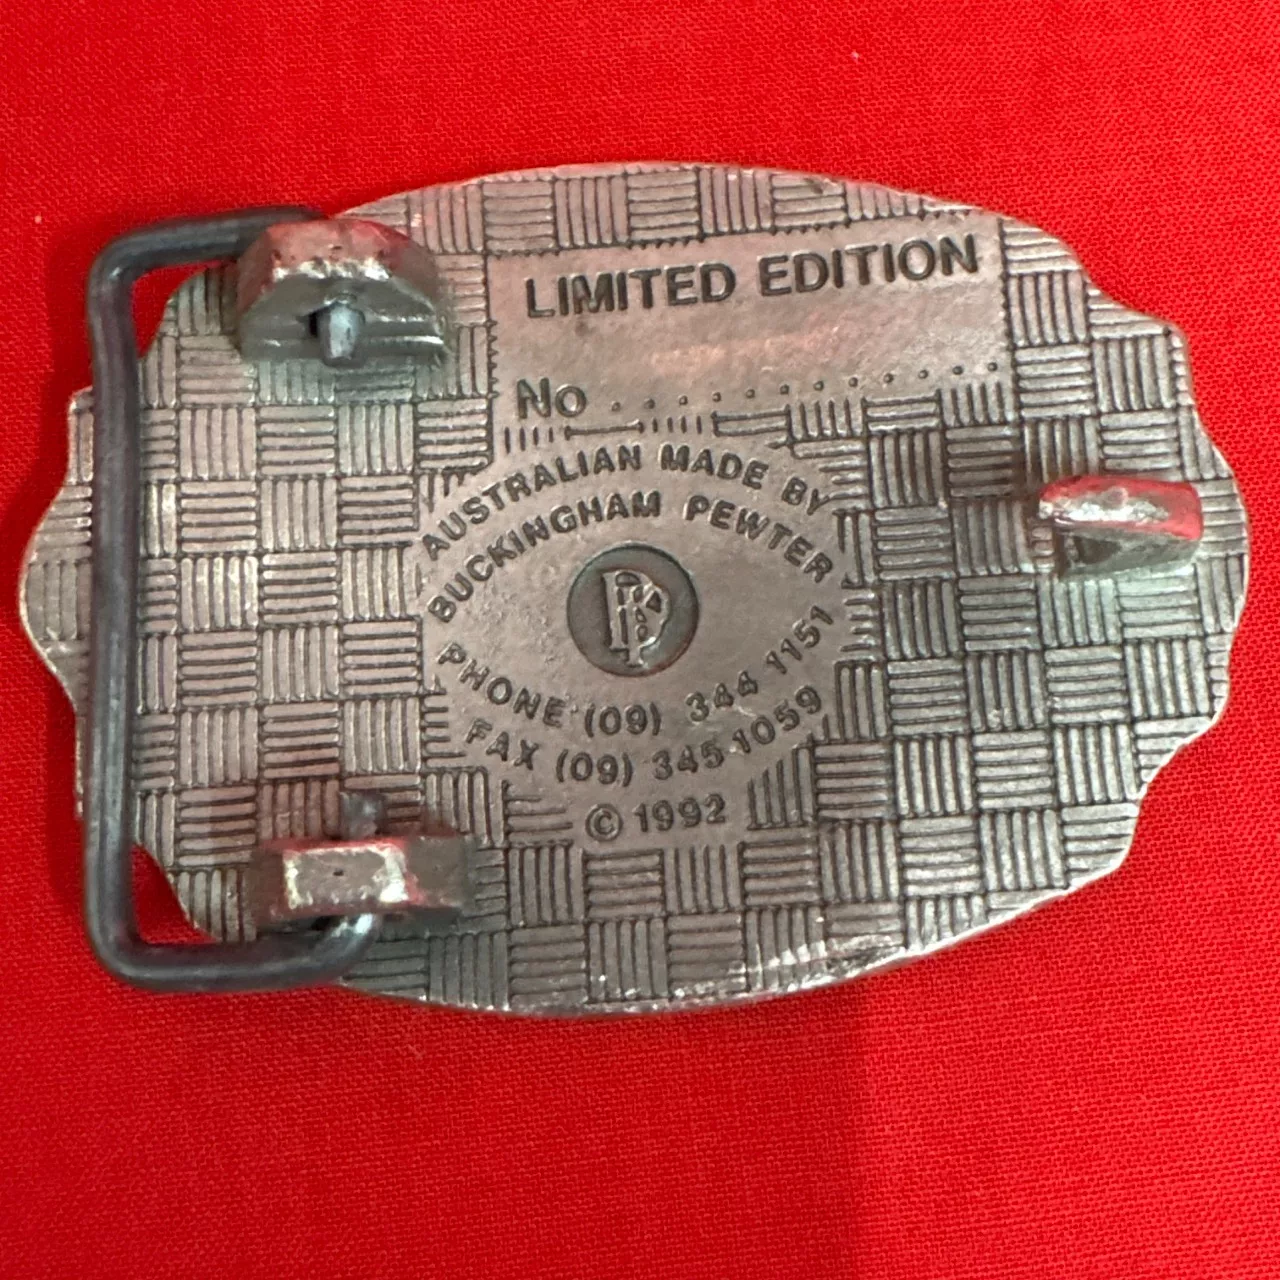 LIMITED EDITION
No ............
AUSTRALIAN MADE BY
BUCKINGHAM PEWTER
PHONE (09) 344 1151
FAX (09) 345 1059
© 1992